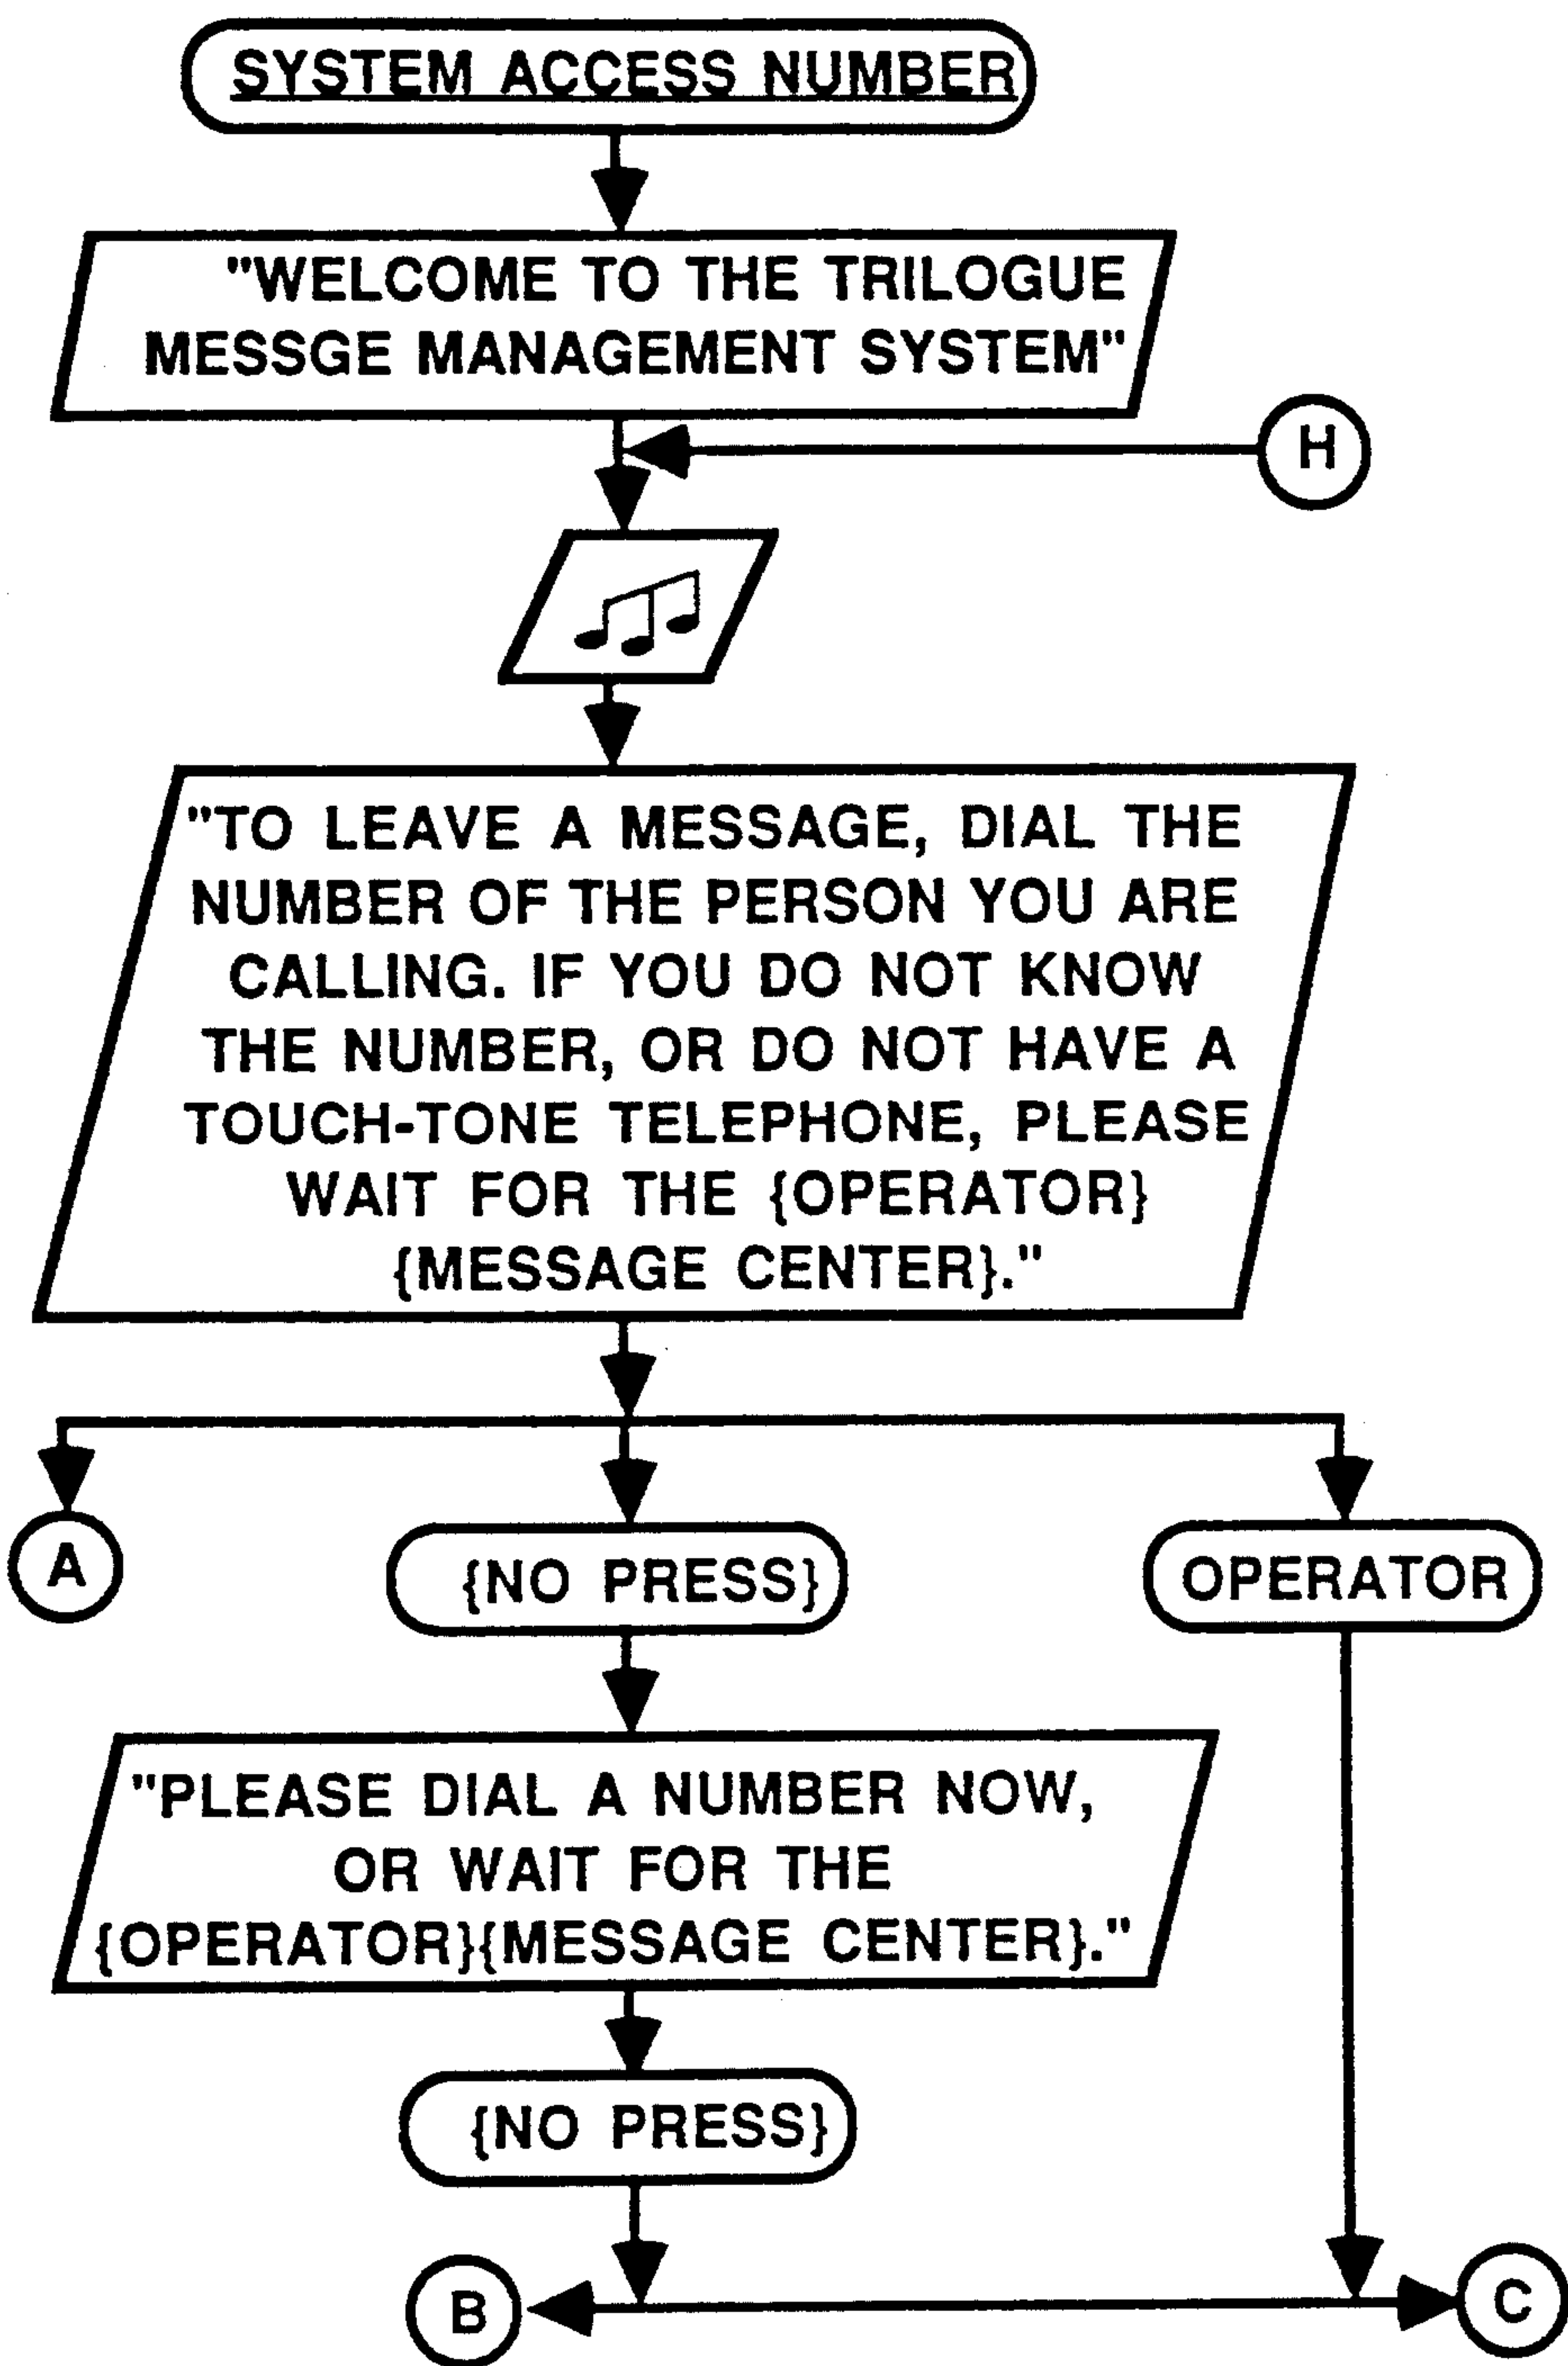 SYSTEM ACCESS NUMBER
"WELCOME TO THE TRILOGUE
MESSGE MANAGEMENT SYSTEM"
H
"TO LEAVE A MESSAGE, DIAL THE
NUMBER OF THE PERSON YOU ARE
CALLING. IF YOU DO NOT KNOW
THE NUMBER, OR DO NOT HAVE A
TOUCH-TONE TELEPHONE, PLEASE
WAIT FOR THE {OPERATOR}
{MESSAGE CENTER}."
A
{NO PRESS}
OPERATOR
"PLEASE DIAL A NUMBER NOW,
OR WAIT FOR THE
{OPERATOR}{MESSAGE CENTER}."
{NO PRESS}
B
C